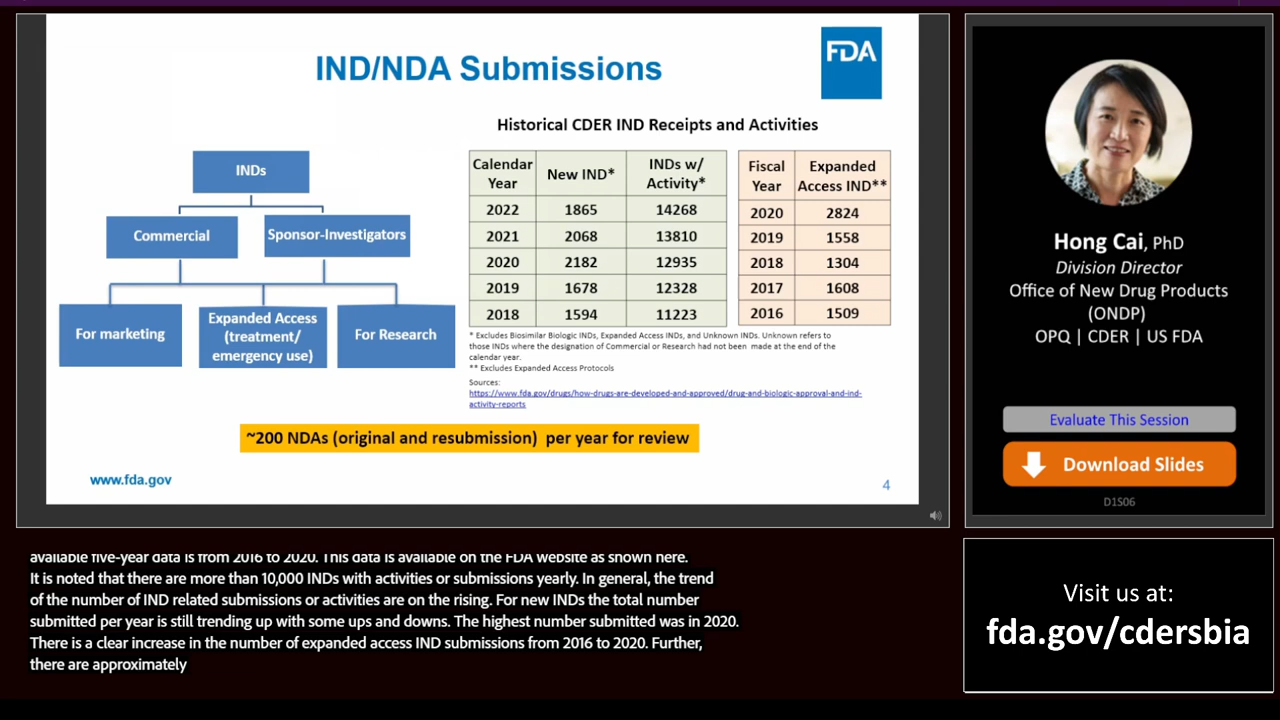 IND/NDA Submissions
FDA
Historical CDER IND Receipts and Activities
INDs
Commercial
Sponsor-Investigators
For marketing
Expanded Access
(treatment/
emergency use)
For Research
Calendar Year New IND* INDs w/ Activity*
2022 1865 14268
2021 2068 13810
2020 2182 12935
2019 1678 12328
2018 1594 11223
Fiscal Year Expanded Access IND**
2020 2824
2019 1558
2018 1304
2017 1608
2016 1509
* Excludes Biosimilar Biologic INDs, Expanded Access INDs, and Unknown INDs. Unknown refers to
those INDs where the designation of Commercial or Research had not been made at the end of the
calendar year.
** Excludes Expanded Access Protocols
Sources:
https://www.fda.gov/drugs/how-drugs-are-developed-and-approved/drug-and-biologic-approval-and-ind-
activity-reports
~200 NDAs (original and resubmission) per year for review
www.fda.gov
4
Hong Cai, PhD
Division Director
Office of New Drug Products
(ONDP)
OPQ | CDER | US FDA
Evaluate This Session
Download Slides
D1S06
available five-year data is from 2016 to 2020. This data is available on the FDA website as shown here.
It is noted that there are more than 10,000 INDs with activities or submissions yearly. In general, the trend
of the number of IND related submissions or activities are on the rising. For new INDs the total number
submitted per year is still trending up with some ups and downs. The highest number submitted was in 2020.
There is a clear increase in the number of expanded access IND submissions from 2016 to 2020. Further,
there are approximately
Visit us at:
fda.gov/cdersbia